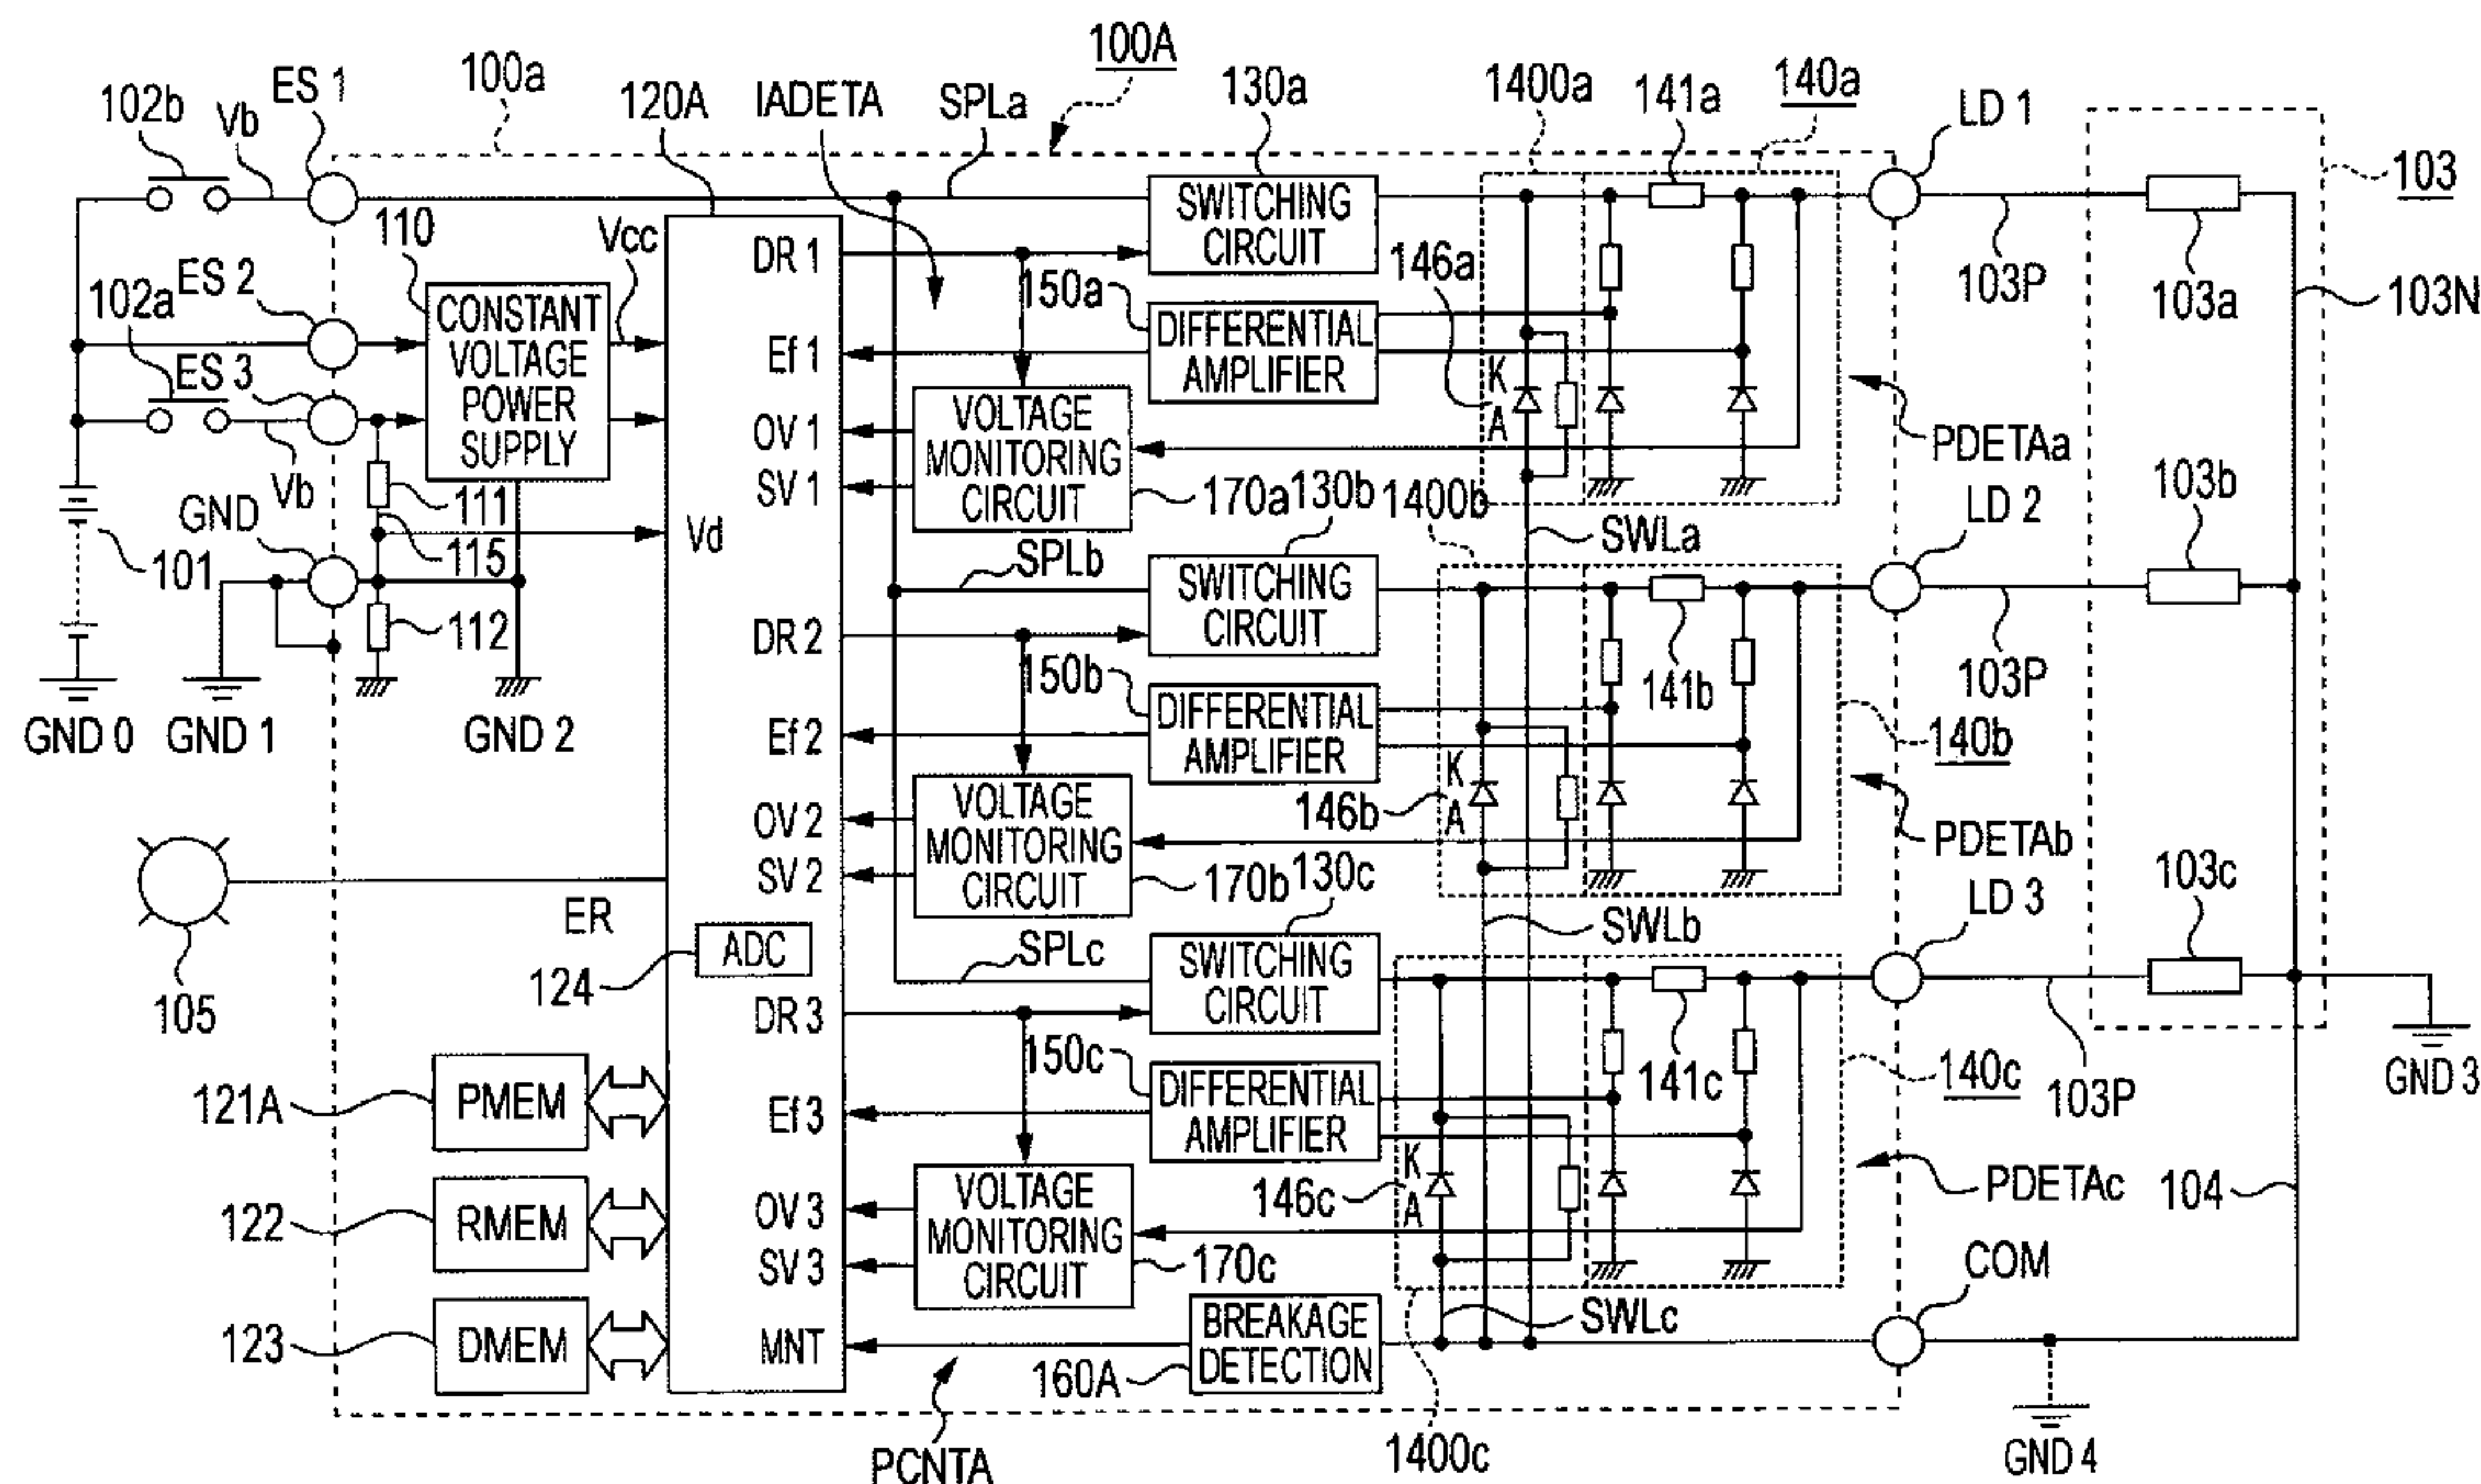 100A
102b
Vb
ES 1
100a
120A
IADETA
SPLa
130a
1400a
141a
140a
LD 1
103
110
Vcc
DR 1
SWITCHING
CIRCUIT
146a
103P
103a
103N
102a
ES 2
ES 3
CONSTANT
VOLTAGE
POWER
SUPPLY
150a
DIFFERENTIAL
AMPLIFIER
Ef 1
K
A
OV 1
SV 1
VOLTAGE
MONITORING
CIRCUIT
PDETAa
Vb
111
GND
115
Vd
170a
130b
1400b
SWLa
103b
LD 2
101
112
SPLb
SWITCHING
CIRCUIT
DR 2
150b
141b
103P
GND 0
GND 1
GND 2
Ef 2
DIFFERENTIAL
AMPLIFIER
140b
K
A
146b
OV 2
SV 2
VOLTAGE
MONITORING
CIRCUIT
PDETAb
170b
130c
103c
LD 3
105
ER
ADC
124
SPLc
SWITCHING
CIRCUIT
SWLb
DR 3
150c
141c
140c
103P
GND 3
121A
PMEM
Ef 3
DIFFERENTIAL
AMPLIFIER
K
A
146c
PDETAc
104
122
RMEM
OV 3
SV 3
VOLTAGE
MONITORING
CIRCUIT
170c
COM
123
DMEM
MNT
BREAKAGE
DETECTION
SWLc
160A
PCNTA
1400c
GND 4